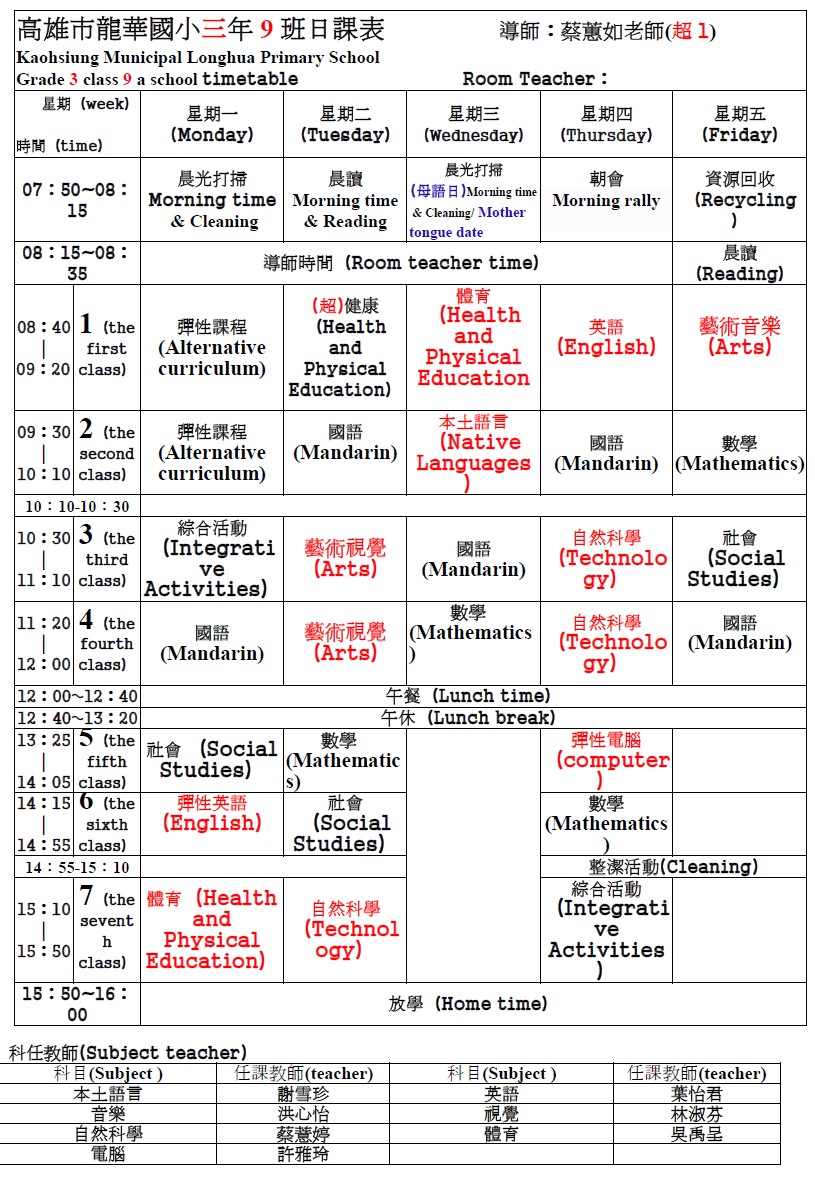 高雄市龍華國小三年 9 班日課表 導師：蔡蕙如老師(超 1)
Kaohsiung Municipal Longhua Primary School
Grade 3 class 9 a school timetable Room Teacher：
星期 (week)
時間 (time)
星期一
(Monday)
星期二
(Tuesday)
星期三
(Wednesday)
星期四
(Thursday)
星期五
(Friday)
07：50~08：
15
晨光打掃
Morning time
& Cleaning
晨讀
Morning time
& Reading
晨光打掃
(母語日)Morning time
& Cleaning/ Mother
tongue date
朝會
Morning rally
資源回收
(Recycling
)
08：15~08：
35
導師時間 (Room teacher time)
晨讀
(Reading)
08：40
|
09：20
1 (the
first
class)
彈性課程
(Alternative
curriculum)
(超)健康
(Health
and
Physical
Education)
體育
(Health
and
Physical
Education
英語
(English)
藝術音樂
(Arts)
09：30
|
10：10
2 (the
second
class)
彈性課程
(Alternative
curriculum)
國語
(Mandarin)
本土語言
(Native
Languages
)
國語
(Mandarin)
數學
(Mathematics)
10：10-10：30
10：30
|
11：10
3 (the
third
class)
綜合活動
(Integrati
ve
Activities)
藝術視覺
(Arts)
國語
(Mandarin)
自然科學
(Technolo
gy)
社會
(Social
Studies)
11：20
|
12：00
4 (the
fourth
class)
國語
(Mandarin)
藝術視覺
(Arts)
數學
(Mathematics
)
自然科學
(Technolo
gy)
國語
(Mandarin)
12：00~12：40
午餐 (Lunch time)
12：40~13：20
午休 (Lunch break)
13：25
|
14：05
5 (the
fifth
class)
社會 (Social
Studies)
數學
(Mathematic
s)
彈性電腦
(computer
)
14：15
|
14：55
6 (the
sixth
class)
彈性英語
(English)
社會
(Social
Studies)
數學
(Mathematics
)
14：55-15：10
整潔活動(Cleaning)
15：10
|
15：50
7 (the
sevent
h
class)
體育 (Health
and
Physical
Education)
自然科學
(Technol
ogy)
綜合活動
(Integrati
ve
Activities
)
15：50~16：
00
放學 (Home time)
科任教師(Subject teacher)
科目(Subject ) 任課教師(teacher) 科目(Subject ) 任課教師(teacher)
本土語言 謝雪珍 英語 葉怡君
音樂 洪心怡 視覺 林淑芬
自然科學 蔡薏婷 體育 吳禹呈
電腦 許雅玲